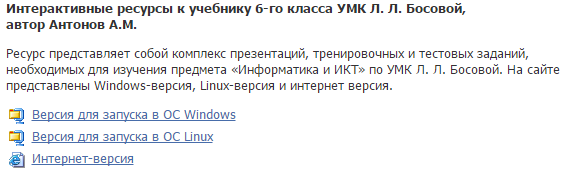 Интерактивные ресурсы к учебнику 6-го класса УМК Л. Л. Босовой,
автор Антонов А.М.
Ресурс представляет собой комплекс презентаций, тренировочных и тестовых заданий,
необходимых для изучения предмета «Информатика и ИКТ» по УМК Л. Л. Босовой. На сайте
представлены Windows-версия, Linux-версия и интернет версия.
Версия для запуска в ОС Windows
Версия для запуска в ОС Linux
Интернет-версия